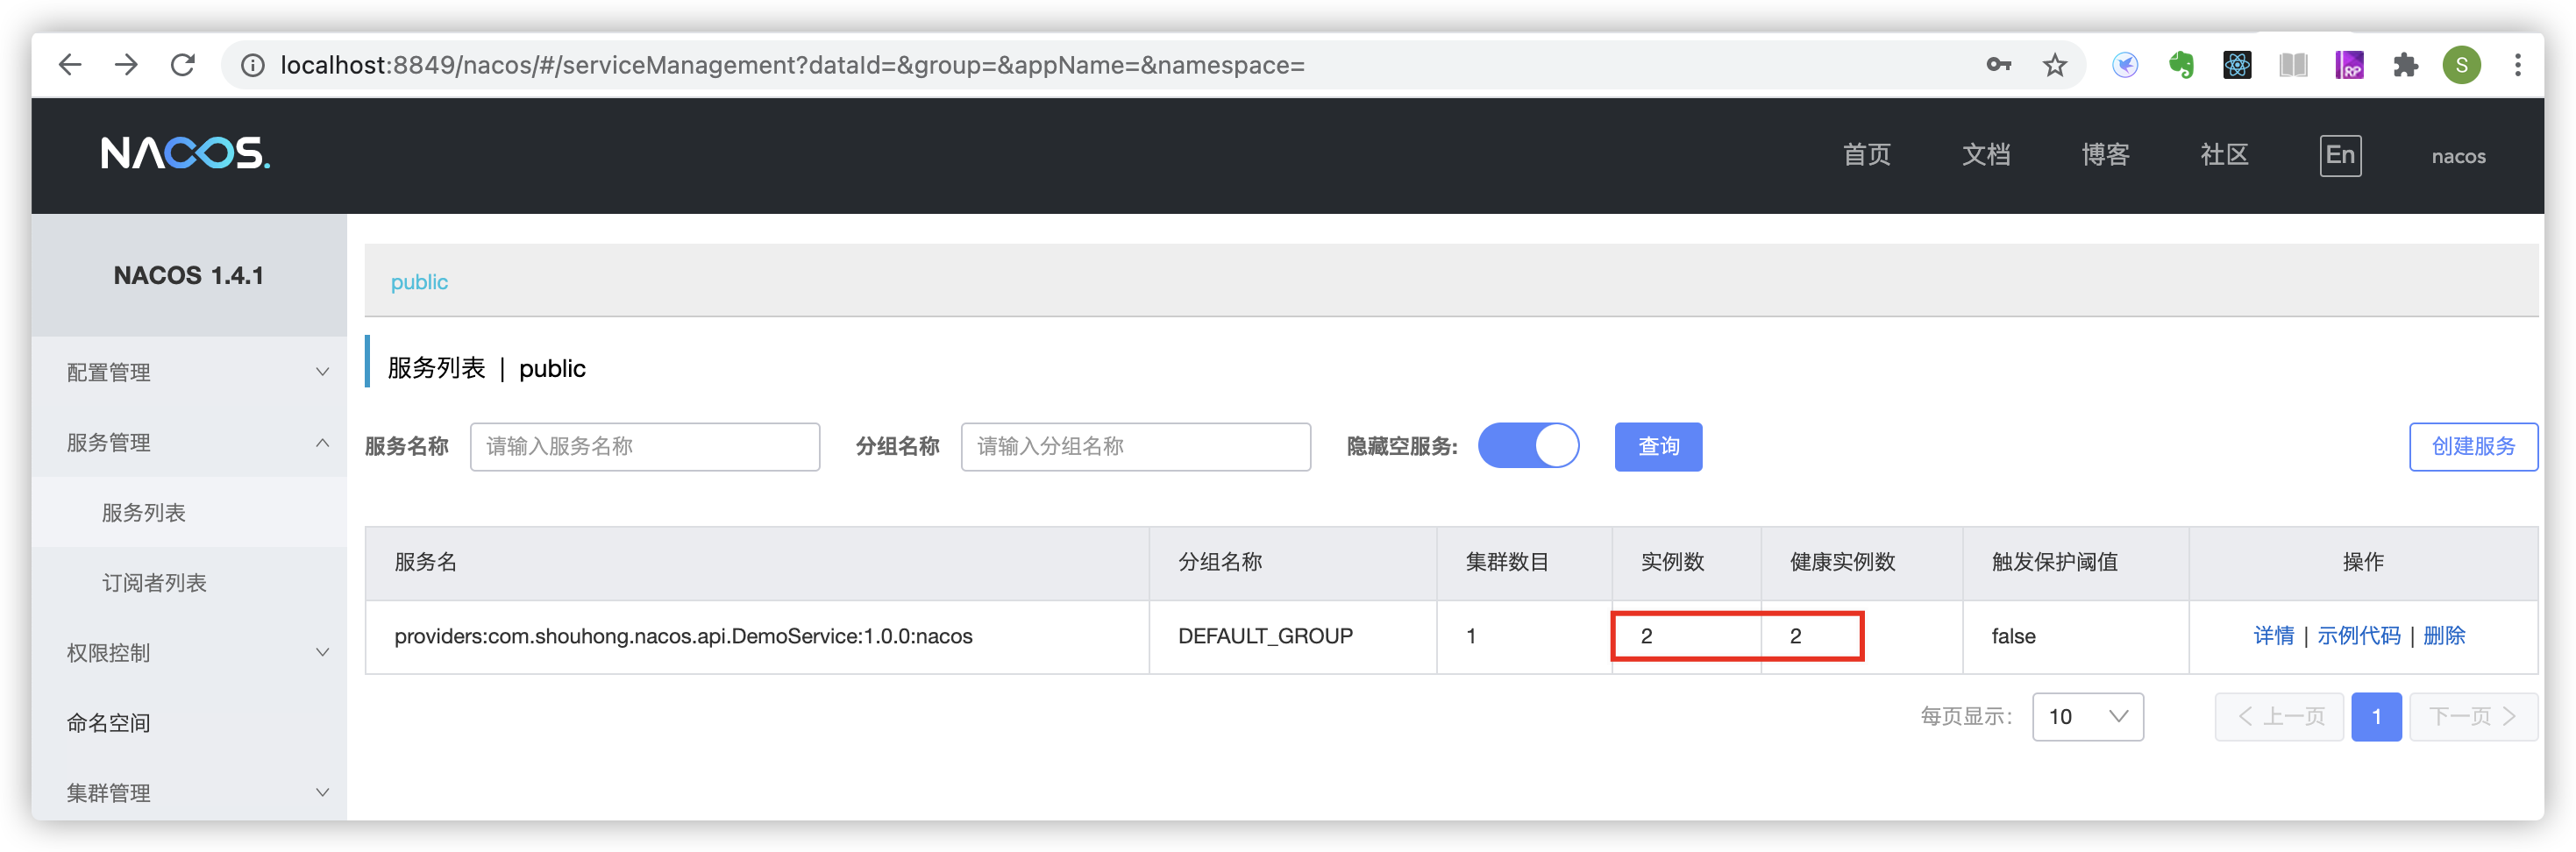 localhost:8849/nacos/#/serviceManagement?dataId=&group=&appName=&namespace=
S
RP
NACOS.
首页
文档
博客
社区
En
nacos
NACOS 1.4.1
配置管理
服务管理
服务列表
订阅者列表
权限控制
命名空间
集群管理
public
服务列表 | public
服务名称 请输入服务名称 分组名称 请输入分组名称 隐藏空服务: 查询 创建服务
服务名 分组名称 集群数目 实例数 健康实例数 触发保护阈值 操作
providers:com.shouhong.nacos.api.DemoService:1.0.0:nacos DEFAULT_GROUP 1 2 2 false 详情 | 示例代码 | 删除
每页显示: 10 上一页 1 下一页